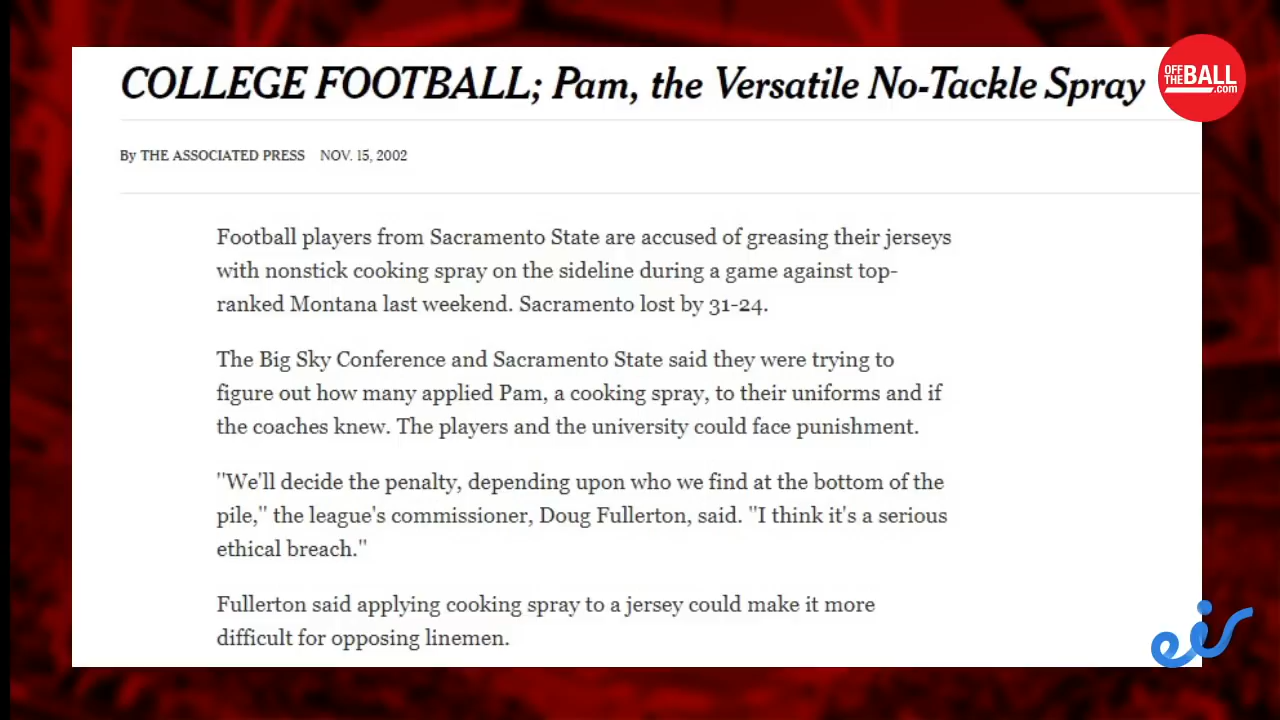 COLLEGE FOOTBALL; Pam, the Versatile No-Tackle Spray
OFF
THE BALL
.com
By THE ASSOCIATED PRESS NOV. 15, 2002
Football players from Sacramento State are accused of greasing their jerseys
with nonstick cooking spray on the sideline during a game against top-
ranked Montana last weekend. Sacramento lost by 31-24.
The Big Sky Conference and Sacramento State said they were trying to
figure out how many applied Pam, a cooking spray, to their uniforms and if
the coaches knew. The players and the university could face punishment.
"We'll decide the penalty, depending upon who we find at the bottom of the
pile," the league's commissioner, Doug Fullerton, said. "I think it's a serious
ethical breach."
Fullerton said applying cooking spray to a jersey could make it more
difficult for opposing linemen.
eir